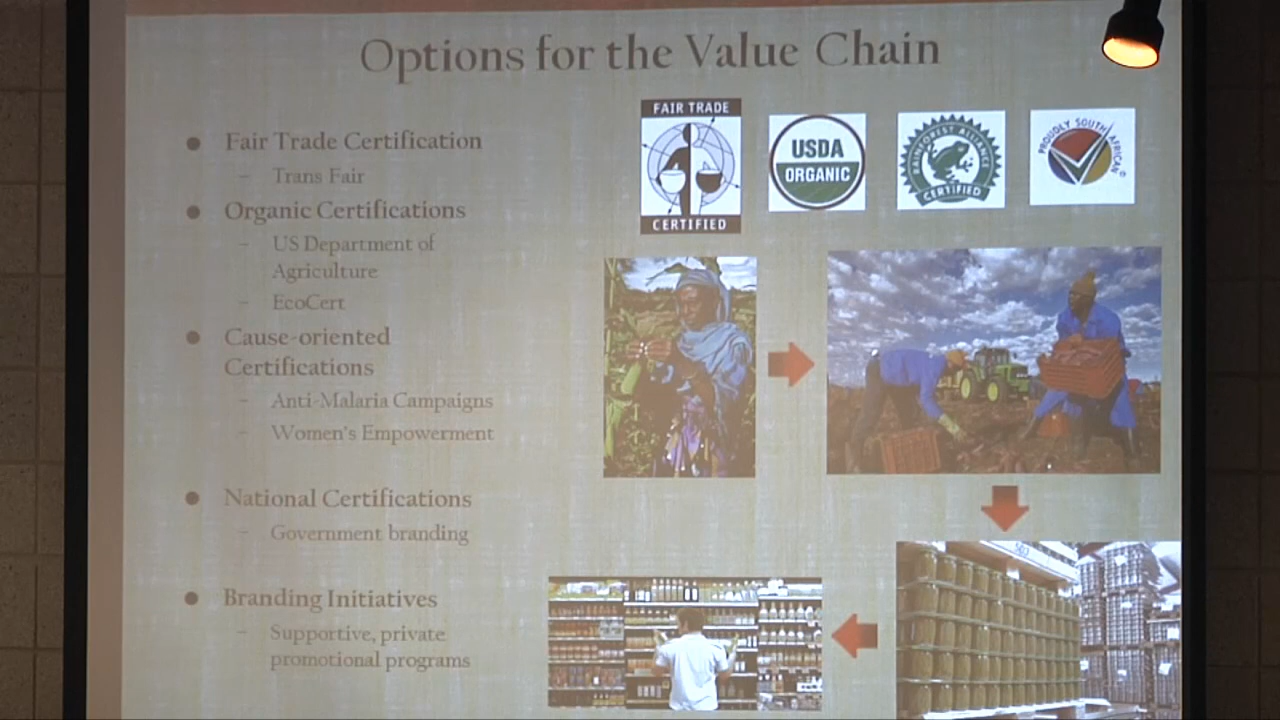 Options for the Value Chain
Fair Trade Certification
– Trans Fair
Organic Certifications
– US Department of
Agriculture
– EcoCert
Cause-oriented
Certifications
– Anti-Malaria Campaigns
– Women's Empowerment
National Certifications
– Government branding
Branding Initiatives
– Supportive, private
promotional programs
FAIR TRADE
CERTIFIED
USDA
ORGANIC
RAINFOREST ALLIANCE
CERTIFIED
PROUDLY SOUTH AFRICAN